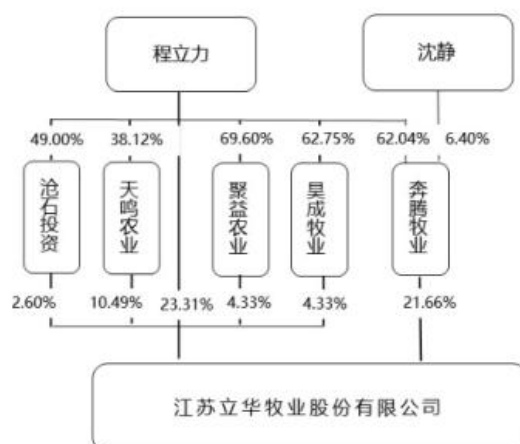 程立力
沈静
49.00%
38.12%
69.60%
62.75%
62.04%
6.40%
沧石投资
天鸣农业
聚益农业
昊成牧业
奔腾牧业
2.60%
10.49%
23.31%
4.33%
4.33%
21.66%
江苏立华牧业股份有限公司